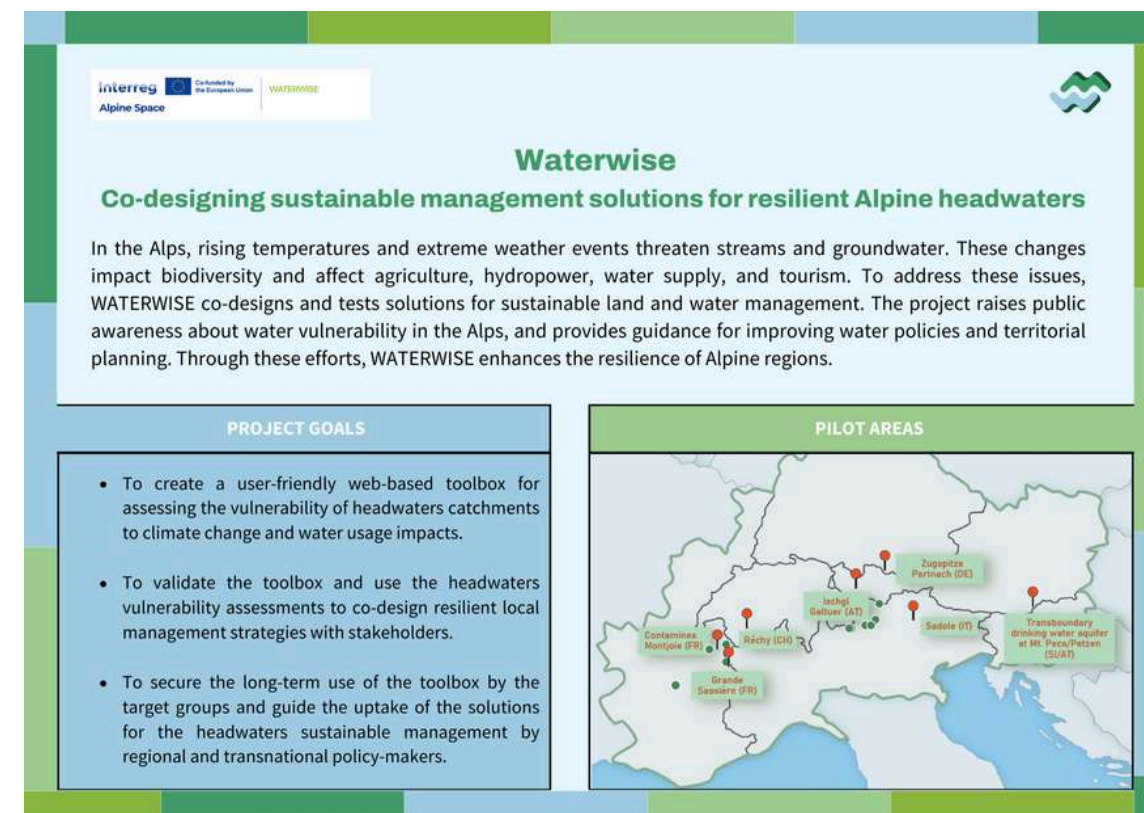 Interreg
Co-funded by
the European Union
WATERWISE
Alpine Space
Waterwise
Co-designing sustainable management solutions for resilient Alpine headwaters
In the Alps, rising temperatures and extreme weather events threaten streams and groundwater. These changes
impact biodiversity and affect agriculture, hydropower, water supply, and tourism. To address these issues,
WATERWISE co-designs and tests solutions for sustainable land and water management. The project raises public
awareness about water vulnerability in the Alps, and provides guidance for improving water policies and territorial
planning. Through these efforts, WATERWISE enhances the resilience of Alpine regions.
PROJECT GOALS
• To create a user-friendly web-based toolbox for
assessing the vulnerability of headwaters catchments
to climate change and water usage impacts.
• To validate the toolbox and use the headwaters
vulnerability assessments to co-design resilient local
management strategies with stakeholders.
• To secure the long-term use of the toolbox by the
target groups and guide the uptake of the solutions
for the headwaters sustainable management by
regional and transnational policy-makers.
PILOT AREAS
Zugspitze
Partnach (DE)
Ischgl
Galtuer (AT)
Sadole (IT)
Transboundary
drinking water aquifer
at Mt. Peca/Petzen
(SI/AT)
Contamines
Montjoie (FR)
Réchy (CH)
Grande
Sassière (FR)